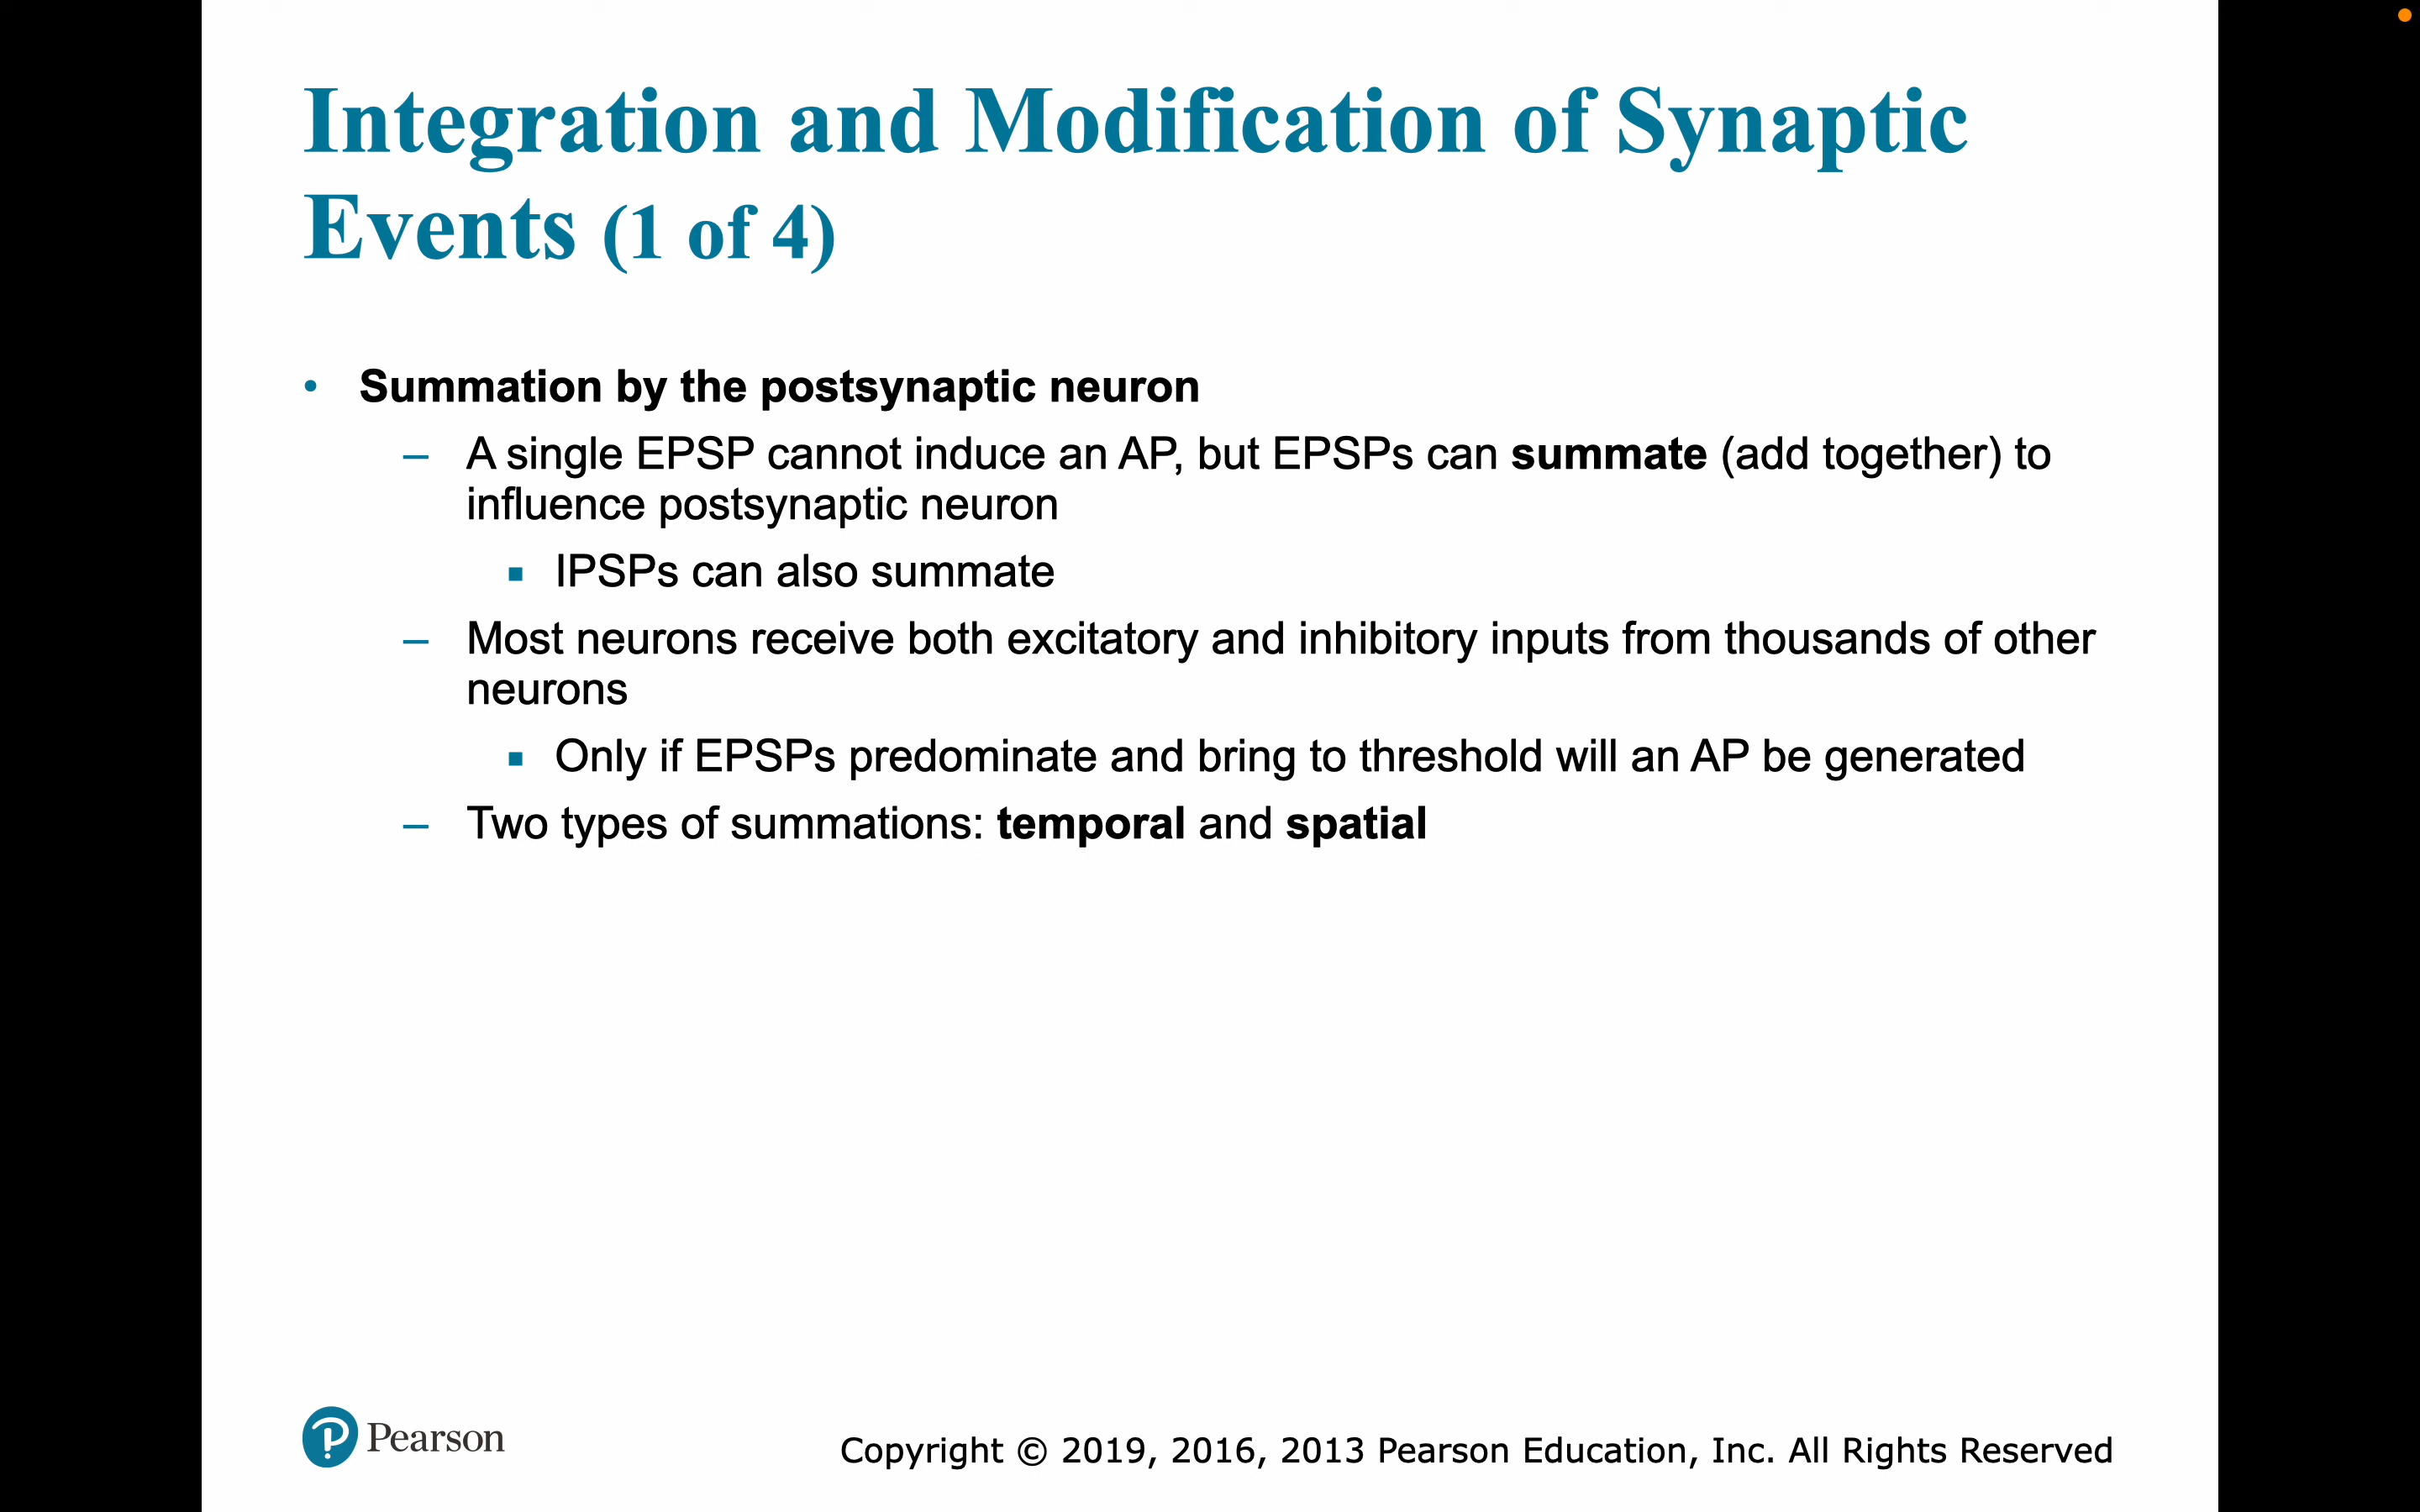 Integration and Modification of Synaptic
Events (1 of 4)
• Summation by the postsynaptic neuron
– A single EPSP cannot induce an AP, but EPSPs can summate (add together) to
influence postsynaptic neuron
▪ IPSPs can also summate
– Most neurons receive both excitatory and inhibitory inputs from thousands of other
neurons
▪ Only if EPSPs predominate and bring to threshold will an AP be generated
– Two types of summations: temporal and spatial
P Pearson
Copyright © 2019, 2016, 2013 Pearson Education, Inc. All Rights Reserved